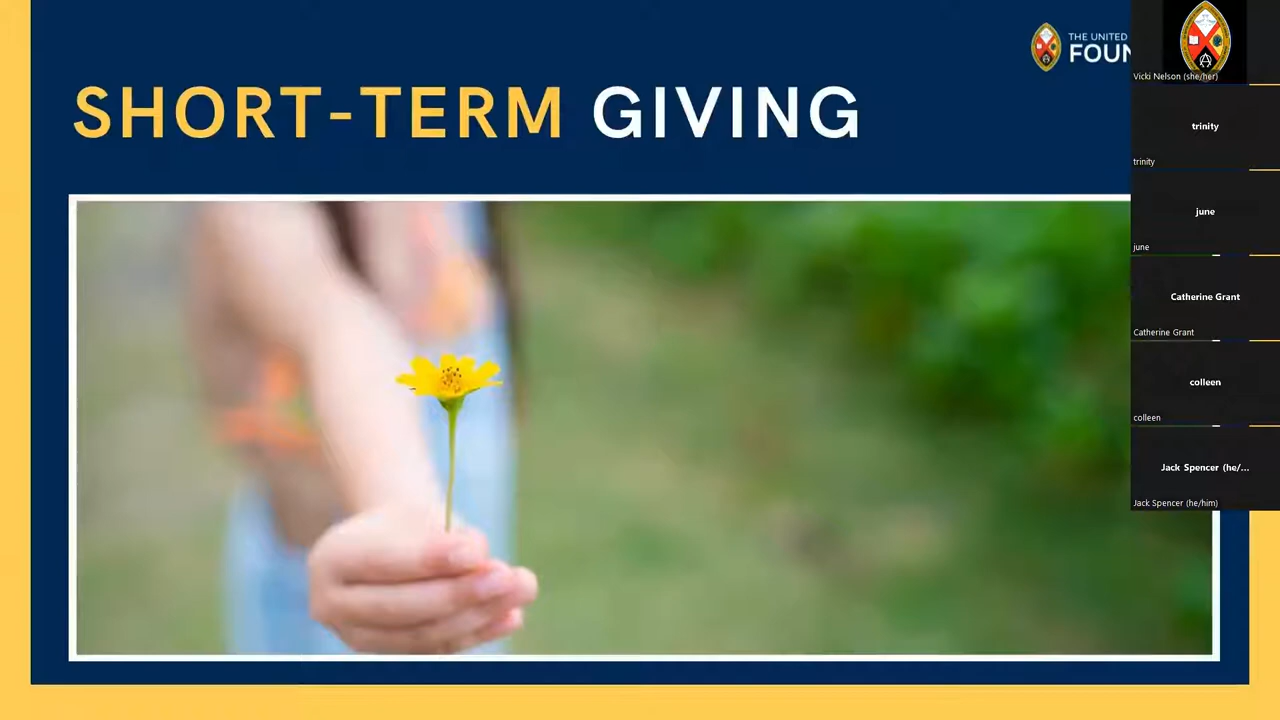 THE UNITED
FOUN
SHORT-TERM GIVING
Vicki Nelson (she/her)
trinity
trinity
june
june
Catherine Grant
Catherine Grant
colleen
colleen
Jack Spencer (he/...
Jack Spencer (he/him)